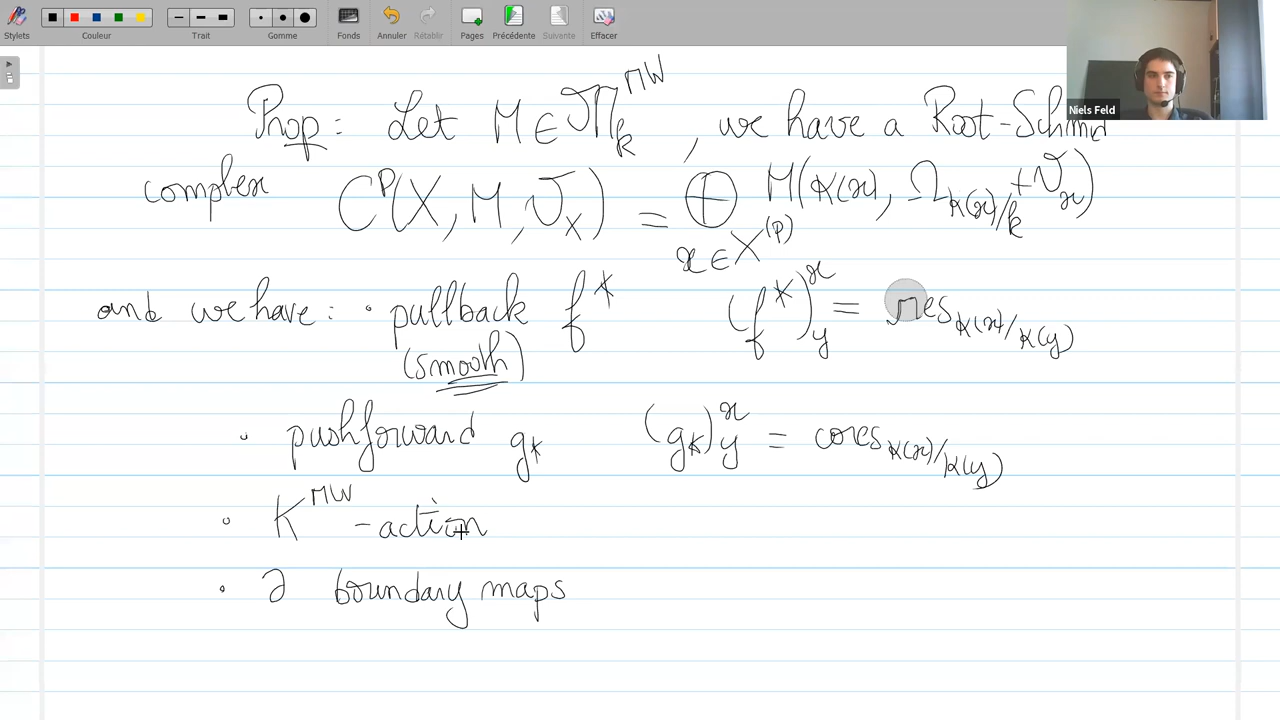 Stylets Couleur Trait Gomme Fonds Annuler Rétablir Pages Précédente Suivante Effacer
Niels Feld
Prop: Let M ∈ 𝓜_k^{MW}, we have a Rost-Schmid
complex C^p(X, M, 𝒱_X) = ⊕_{x ∈ X^{(p)}} M(κ(x), Ω_{κ(x)/k} + 𝒱_x)
and we have: · pullback f^* (f^*)^x_y = res_{κ(x)/κ(y)}
(smooth)
· pushforward g_* (g_*)^x_y = cores_{κ(x)/κ(y)}
· K^{MW}-action
· ∂ boundary maps